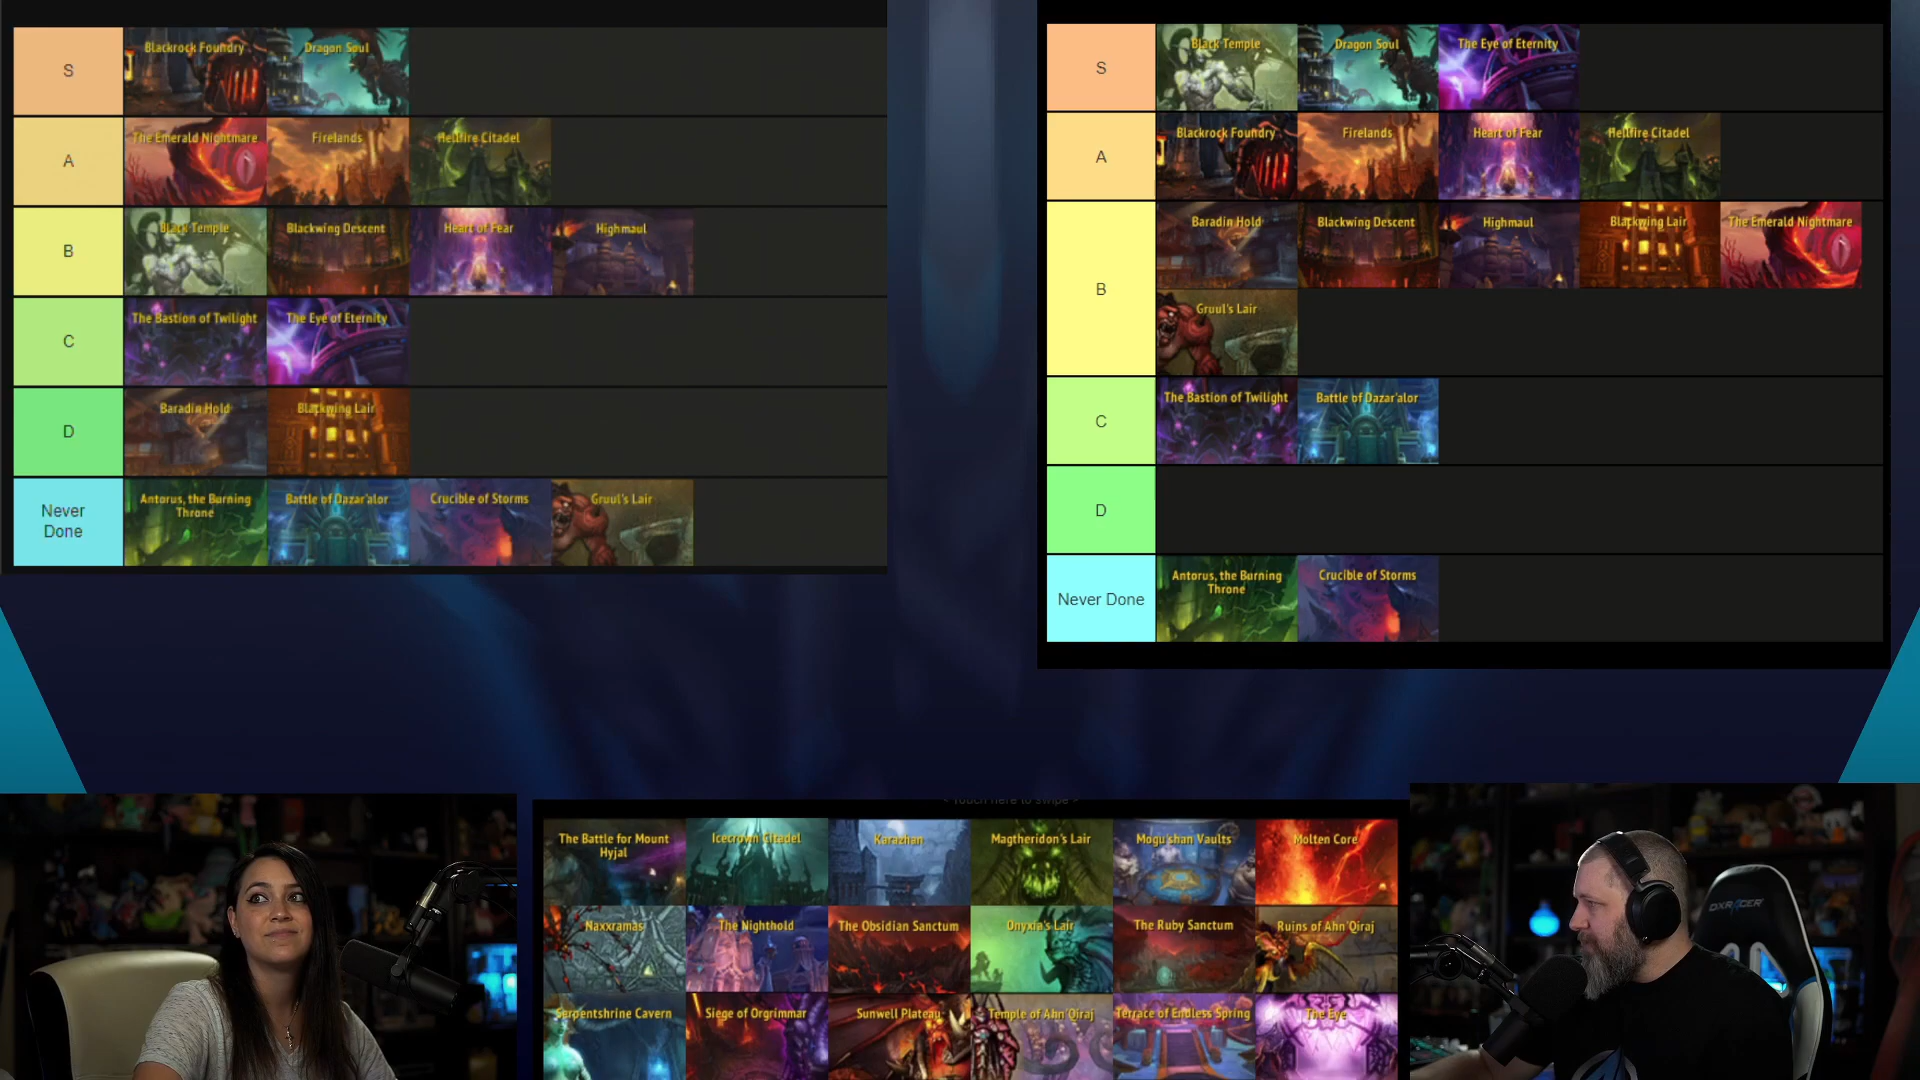 S
Blackrock Foundry
Dragon Soul
A
The Emerald Nightmare
Firelands
Hellfire Citadel
B
Black Temple
Blackwing Descent
Heart of Fear
Highmaul
C
The Bastion of Twilight
The Eye of Eternity
D
Baradin Hold
Blackwing Lair
Never
Done
Antorus, the Burning
Throne
Battle of Dazar'alor
Crucible of Storms
Gruul's Lair
S
Black Temple
Dragon Soul
The Eye of Eternity
A
Blackrock Foundry
Firelands
Heart of Fear
Hellfire Citadel
B
Baradin Hold
Blackwing Descent
Highmaul
Blackwing Lair
The Emerald Nightmare
Gruul's Lair
C
The Bastion of Twilight
Battle of Dazar'alor
D
Never Done
Antorus, the Burning
Throne
Crucible of Storms
< Touch here to swipe >
The Battle for Mount
Hyjal
Icecrown Citadel
Karazhan
Magtheridon's Lair
Mogu'shan Vaults
Molten Core
Naxxramas
The Nighthold
The Obsidian Sanctum
Onyxia's Lair
The Ruby Sanctum
Ruins of Ahn'Qiraj
Serpentshrine Cavern
Siege of Orgrimmar
Sunwell Plateau
Temple of Ahn'Qiraj
Terrace of Endless Spring
The Eye
DXRACER